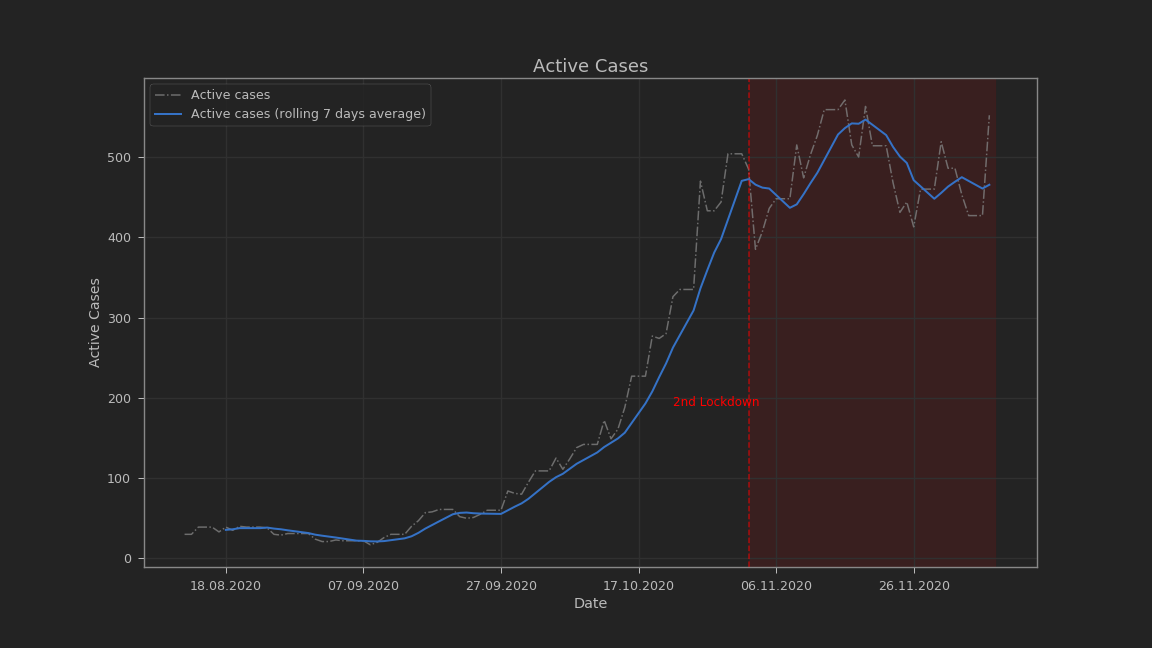 Active Cases
Active cases
Active cases (rolling 7 days average)
500
400
300
200
100
0
Active Cases
2nd Lockdown
18.08.2020 07.09.2020 27.09.2020 17.10.2020 06.11.2020 26.11.2020
Date